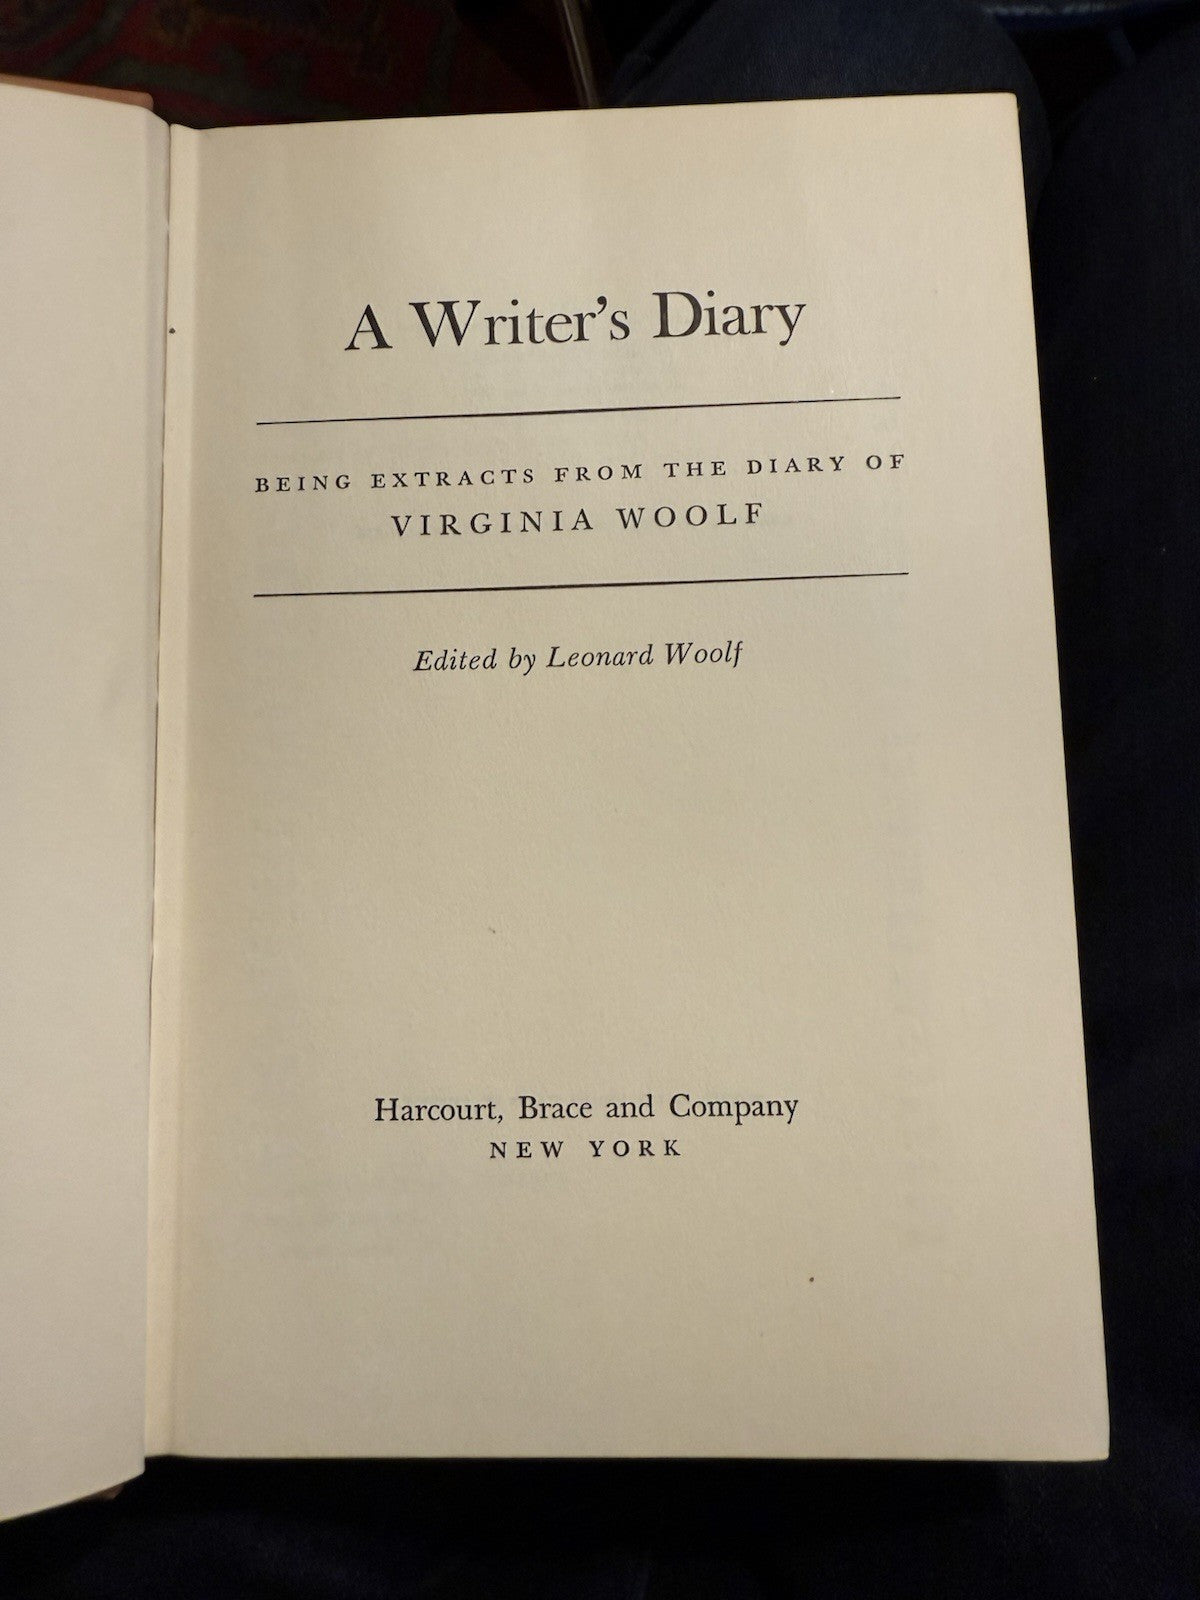 A Writer's Diary
BEING EXTRACTS FROM THE DIARY OF
VIRGINIA WOOLF
Edited by Leonard Woolf
Harcourt, Brace and Company
NEW YORK